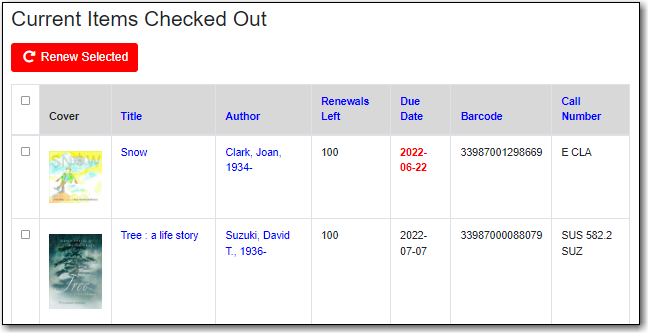 Current Items Checked Out
Renew Selected
Cover Title Author Renewals Left Due Date Barcode Call Number
SNOW
Snow Clark, Joan, 1934- 100 2022-06-22 33987001298669 E CLA
Tree
Tree : a life story Suzuki, David T., 1936- 100 2022-07-07 33987000088079 SUS 582.2 SUZ